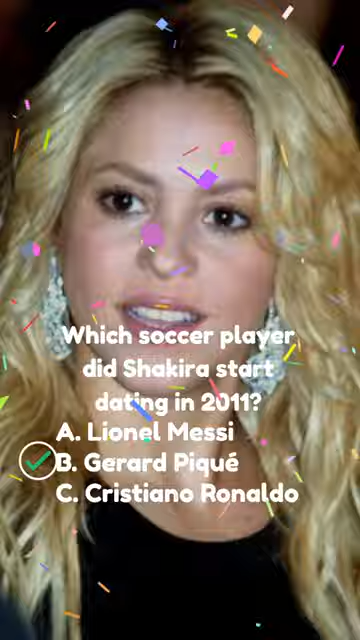 Which soccer player
did Shakira start
dating in 2011?
A. Lionel Messi
B. Gerard Piqué
C. Cristiano Ronaldo